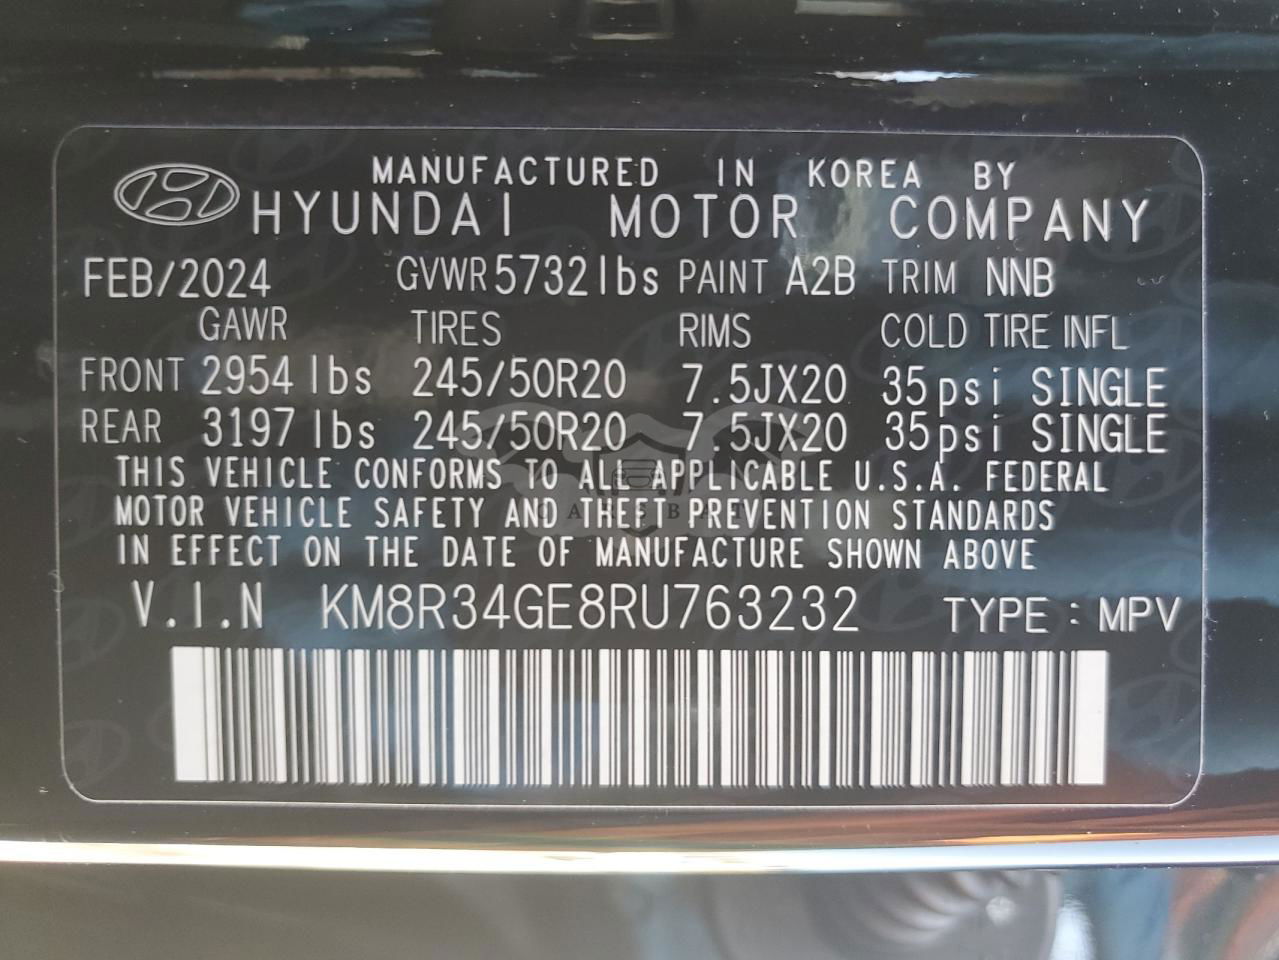 MANUFACTURED IN KOREA BY
HYUNDAI MOTOR COMPANY
FEB/2024 GVWR 5732 lbs PAINT A2B TRIM NNB
GAWR TIRES RIMS COLD TIRE INFL
FRONT 2954 lbs 245/50R20 7.5JX20 35psi SINGLE
REAR 3197 lbs 245/50R20 7.5JX20 35psi SINGLE
THIS VEHICLE CONFORMS TO ALL APPLICABLE U.S.A. FEDERAL
MOTOR VEHICLE SAFETY AND THEFT PREVENTION STANDARDS
IN EFFECT ON THE DATE OF MANUFACTURE SHOWN ABOVE
V.I.N KM8R34GE8RU763232 TYPE : MPV